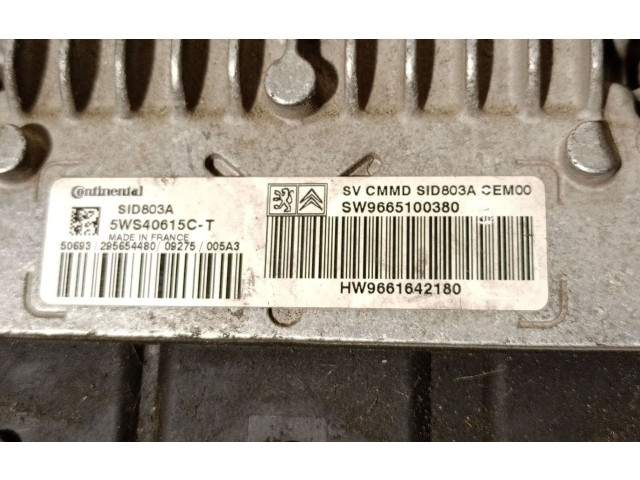 Continental
SID803A
5WS40615C-T
MADE IN FRANCE
50693/295654480/09275/005A3
SV CMMD SID803A CEM00
SW9665100380
HW9661642180